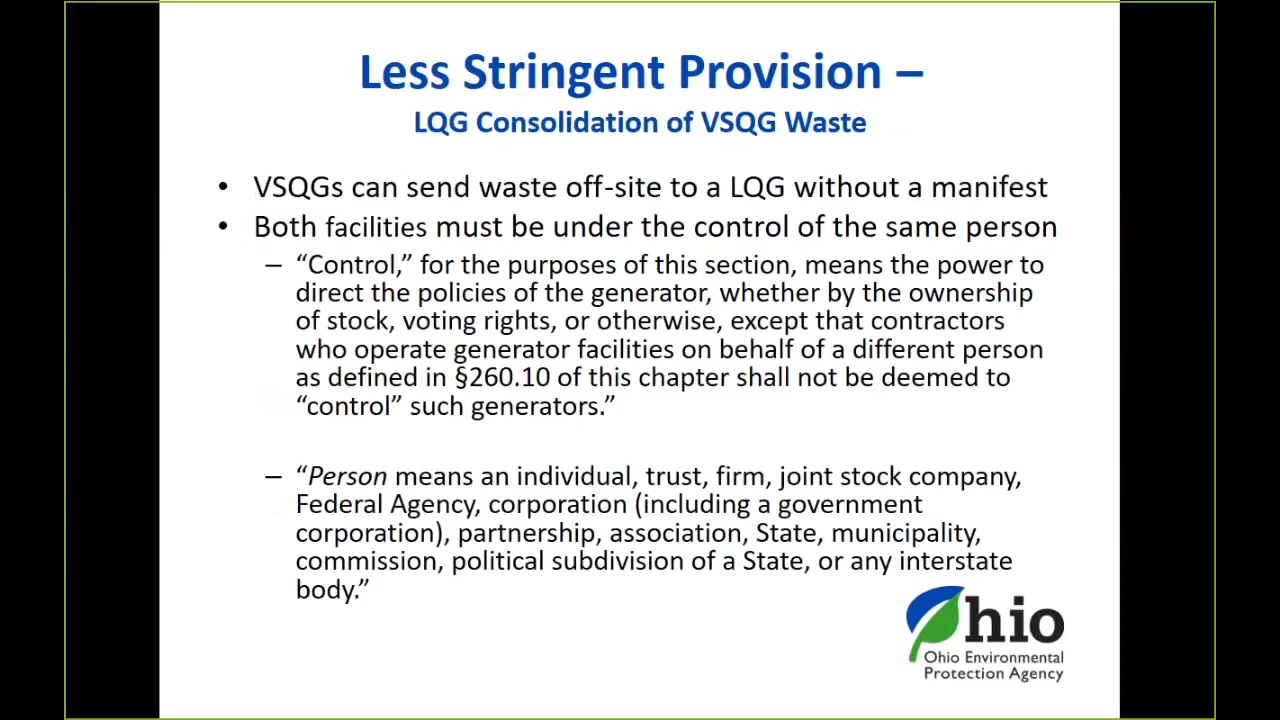 Less Stringent Provision –
LQG Consolidation of VSQG Waste
• VSQGs can send waste off-site to a LQG without a manifest
• Both facilities must be under the control of the same person
– “Control,” for the purposes of this section, means the power to
direct the policies of the generator, whether by the ownership
of stock, voting rights, or otherwise, except that contractors
who operate generator facilities on behalf of a different person
as defined in §260.10 of this chapter shall not be deemed to
“control” such generators.”
– “Person means an individual, trust, firm, joint stock company,
Federal Agency, corporation (including a government
corporation), partnership, association, State, municipality,
commission, political subdivision of a State, or any interstate
body.”
Ohio
Ohio Environmental
Protection Agency